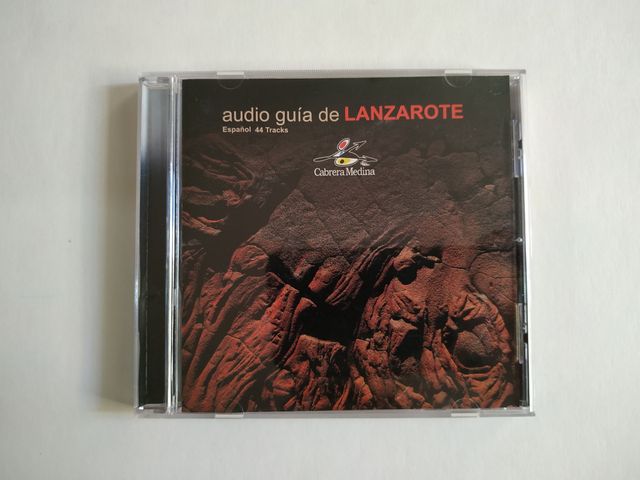 audio guía de LANZAROTE
Español 44 Tracks
Cabrera Medina